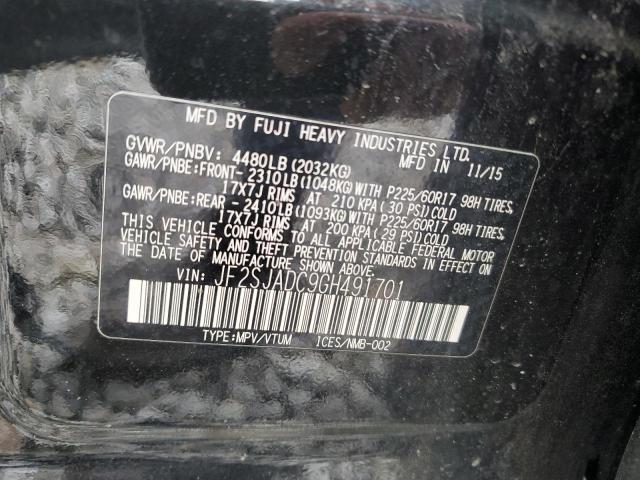 MFD BY FUJI HEAVY INDUSTRIES LTD.
GVWR/PNBV: 4480LB(2032KG) MFD IN 11/15
GAWR/PNBE:FRONT- 2310LB(1048KG)WITH P225/60R17 98H TIRES,
17X7J RIMS AT 210 KPA(30 PSI)COLD
GAWR/PNBE:REAR - 2410LB(1093KG)WITH P225/60R17 98H TIRES,
17X7J RIMS AT 200 KPA(29 PSI)COLD
THIS VEHICLE CONFORMS TO ALL APPLICABLE FEDERAL MOTOR
VEHICLE SAFETY AND THEFT PREVENTION STANDARDS IN EFFECT ON
THE DATE OF MANUFACTURE SHOWN ABOVE.
VIN: JF2SJADC9GH491701
TYPE:MPV/VTUM ICES/NMB-002